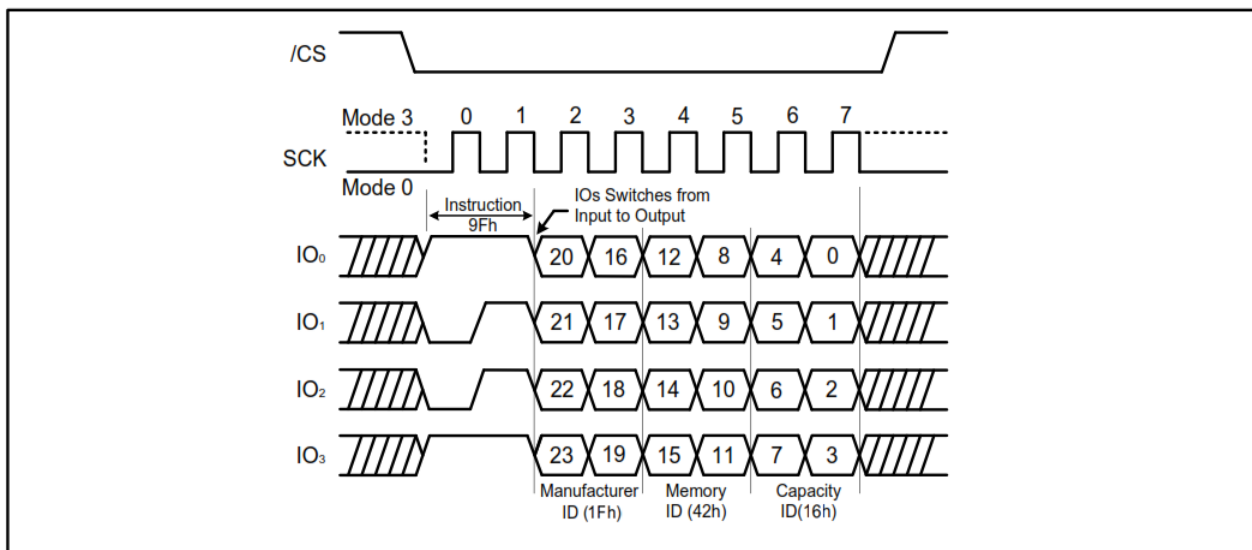 /CS
Mode 3 0 1 2 3 4 5 6 7
SCK
Mode 0
Instruction
9Fh
IOs Switches from
Input to Output
IO₀ 20 16 12 8 4 0
IO₁ 21 17 13 9 5 1
IO₂ 22 18 14 10 6 2
IO₃ 23 19 15 11 7 3
Manufacturer Memory Capacity
ID (1Fh) ID (42h) ID(16h)